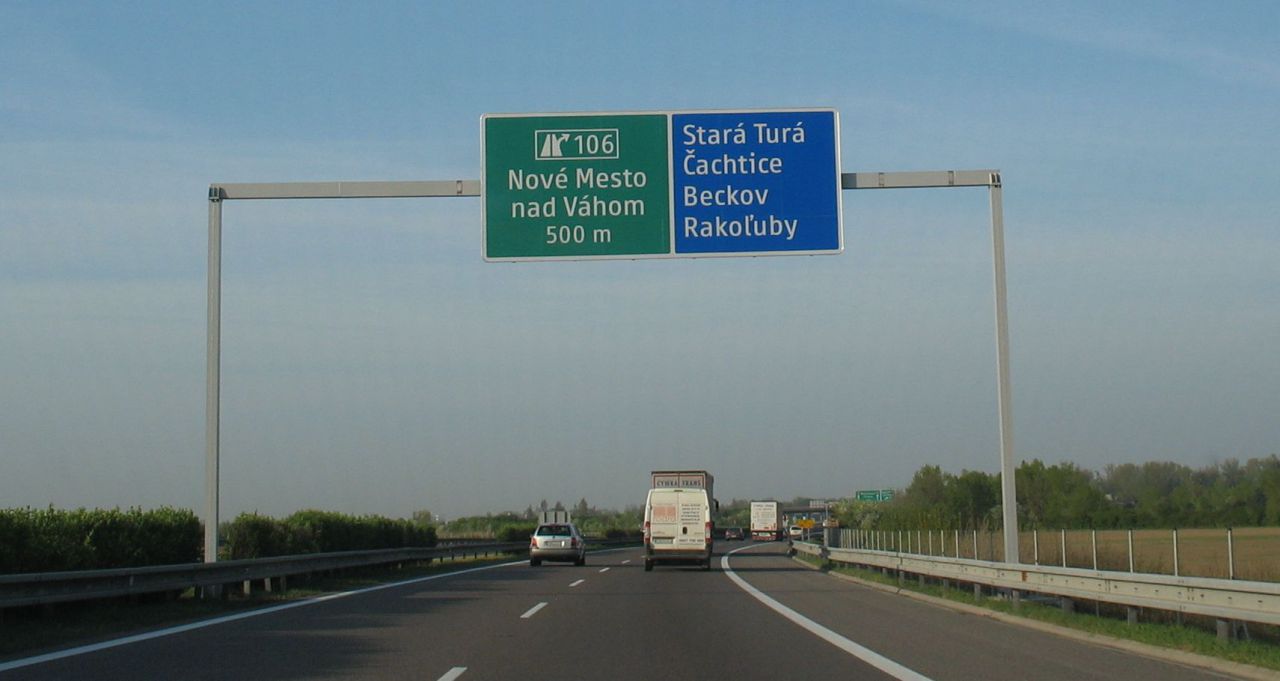 106
Nové Mesto
nad Váhom
500 m
Stará Turá
Čachtice
Beckov
Rakoľuby